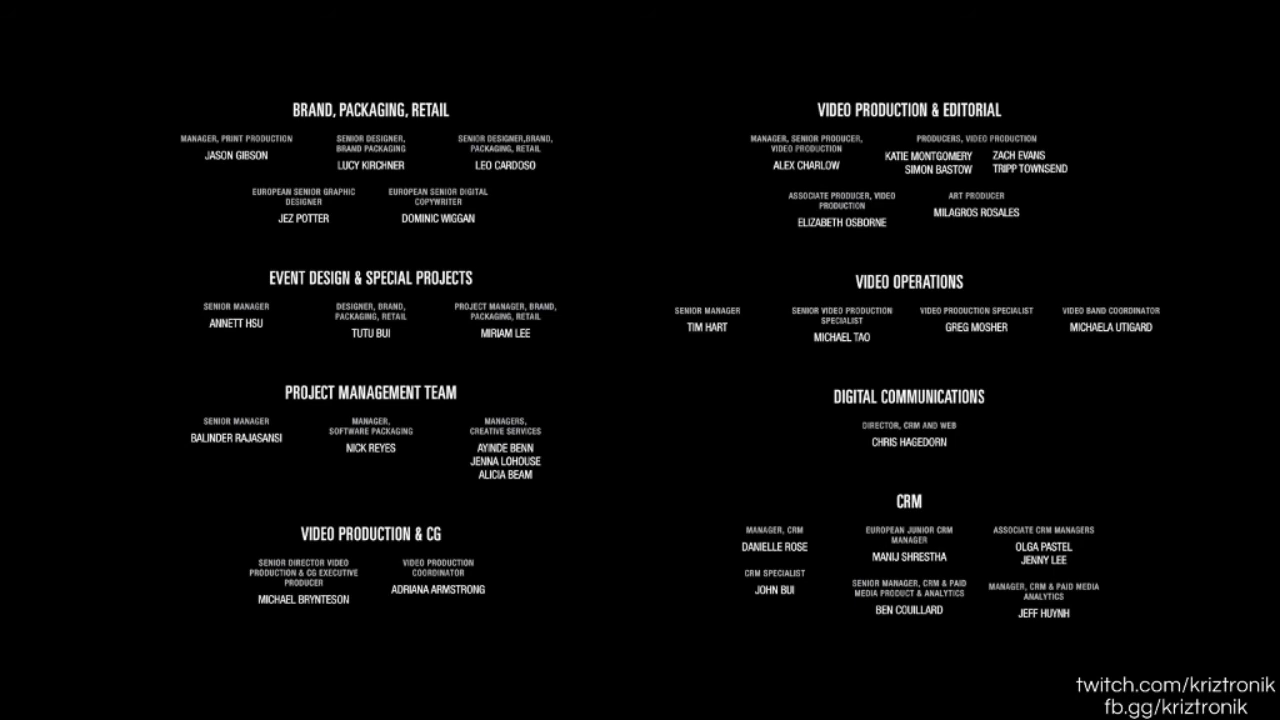 BRAND, PACKAGING, RETAIL
MANAGER, PRINT PRODUCTION
JASON GIBSON
SENIOR DESIGNER,
BRAND PACKAGING
LUCY KIRCHNER
SENIOR DESIGNER,BRAND,
PACKAGING, RETAIL
LEO CARDOSO
EUROPEAN SENIOR GRAPHIC
DESIGNER
JEZ POTTER
EUROPEAN SENIOR DIGITAL
COPYWRITER
DOMINIC WIGGAN
EVENT DESIGN & SPECIAL PROJECTS
SENIOR MANAGER
ANNETT HSU
DESIGNER, BRAND,
PACKAGING, RETAIL
TUTU BUI
PROJECT MANAGER, BRAND,
PACKAGING, RETAIL
MIRIAM LEE
PROJECT MANAGEMENT TEAM
SENIOR MANAGER
BALINDER RAJASANSI
MANAGER,
SOFTWARE PACKAGING
NICK REYES
MANAGERS,
CREATIVE SERVICES
AYINDE BENN
JENNA LOHOUSE
ALICIA BEAM
VIDEO PRODUCTION & CG
SENIOR DIRECTOR VIDEO
PRODUCTION & CG EXECUTIVE
PRODUCER
MICHAEL BRYNTESON
VIDEO PRODUCTION
COORDINATOR
ADRIANA ARMSTRONG
VIDEO PRODUCTION & EDITORIAL
MANAGER, SENIOR PRODUCER,
VIDEO PRODUCTION
ALEX CHARLOW
PRODUCERS, VIDEO PRODUCTION
KATIE MONTGOMERY
SIMON BASTOW
ZACH EVANS
TRIPP TOWNSEND
ASSOCIATE PRODUCER, VIDEO
PRODUCTION
ELIZABETH OSBORNE
ART PRODUCER
MILAGROS ROSALES
VIDEO OPERATIONS
SENIOR MANAGER
TIM HART
SENIOR VIDEO PRODUCTION
SPECIALIST
MICHAEL TAO
VIDEO PRODUCTION SPECIALIST
GREG MOSHER
VIDEO BAND COORDINATOR
MICHAELA UTIGARD
DIGITAL COMMUNICATIONS
DIRECTOR, CRM AND WEB
CHRIS HAGEDORN
CRM
MANAGER, CRM
DANIELLE ROSE
EUROPEAN JUNIOR CRM
MANAGER
MANIJ SHRESTHA
ASSOCIATE CRM MANAGERS
OLGA PASTEL
JENNY LEE
CRM SPECIALIST
JOHN BUI
SENIOR MANAGER, CRM & PAID
MEDIA PRODUCT & ANALYTICS
BEN COUILLARD
MANAGER, CRM & PAID MEDIA
ANALYTICS
JEFF HUYNH
twitch.com/kriztronik
fb.gg/kriztronik